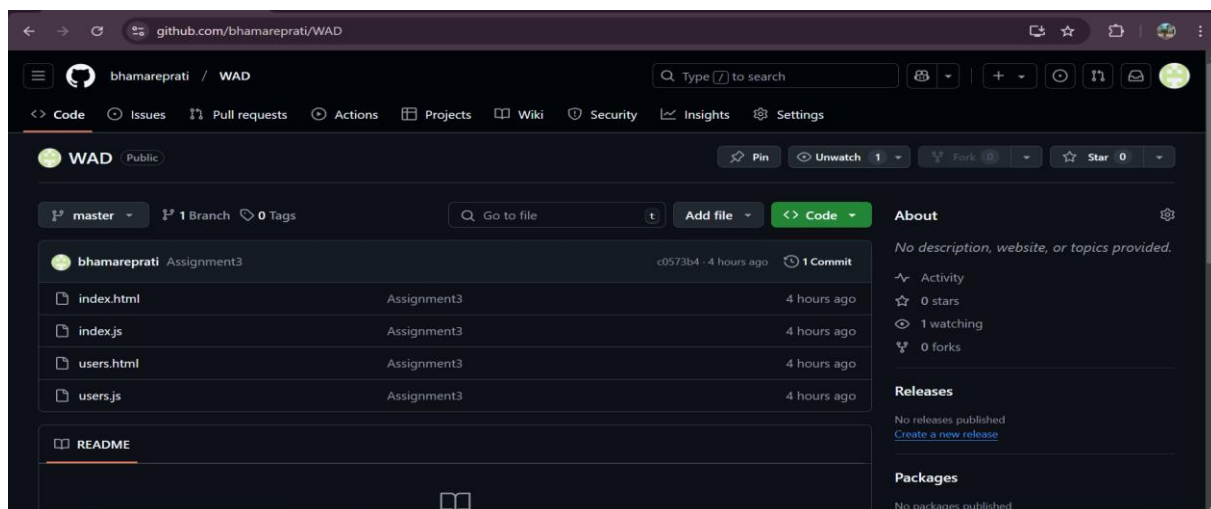 github.com/bhamareprati/WAD
bhamareprati / WAD
Type / to search
Code Issues Pull requests Actions Projects Wiki Security Insights Settings
WAD Public
Pin Unwatch 1 Fork 0 Star 0
master 1 Branch 0 Tags
Go to file t Add file Code
bhamareprati Assignment3 c0573b4 · 4 hours ago 1 Commit
index.html Assignment3 4 hours ago
index.js Assignment3 4 hours ago
users.html Assignment3 4 hours ago
users.js Assignment3 4 hours ago
README
About
No description, website, or topics provided.
Activity
0 stars
1 watching
0 forks
Releases
No releases published
Create a new release
Packages
No packages published